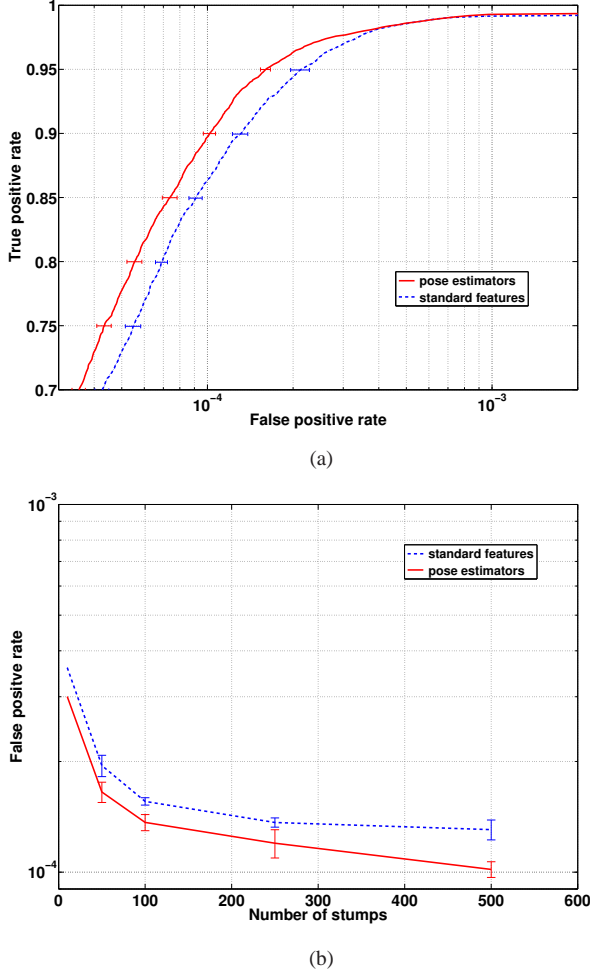 1
0.95
0.9
0.85
0.8
0.75
0.7
True positive rate
pose estimators
standard features
10^-4
10^-3
False positive rate
(a)
10^-3
10^-4
False positve rate
standard features
pose estimators
0 100 200 300 400 500 600
Number of stumps
(b)